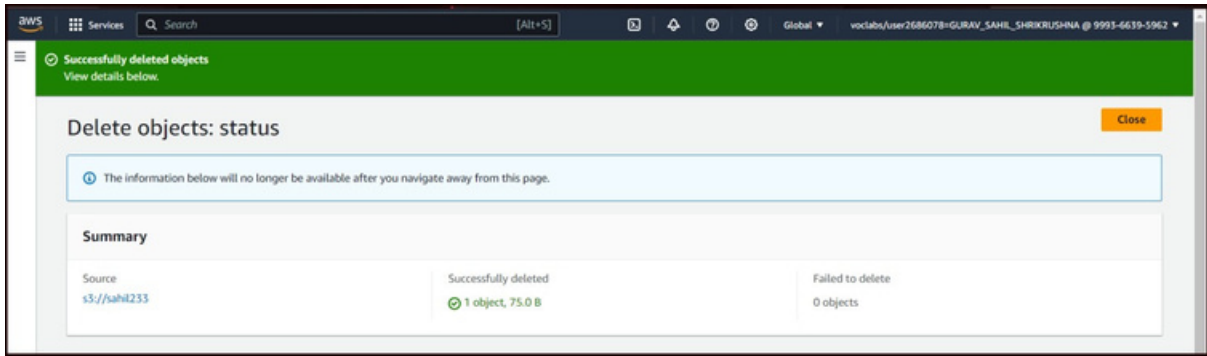 aws
Services
Search
[Alt+S]
Global
voclabs/user2686078=GURAV_SAHIL_SHRIKRUSHNA @ 9993-6639-5962
Successfully deleted objects
View details below.
Delete objects: status
Close
The information below will no longer be available after you navigate away from this page.
Summary
Source
s3://sahil233
Successfully deleted
1 object, 75.0 B
Failed to delete
0 objects